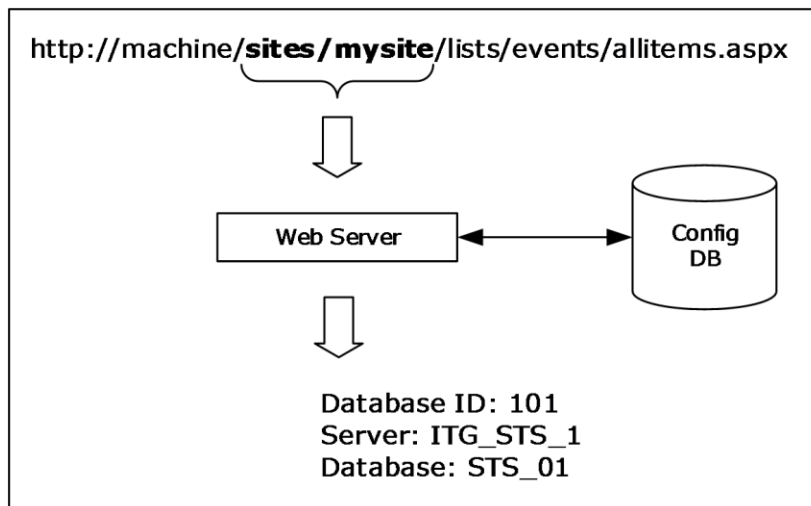 http://machine/sites/mysite/lists/events/allitems.aspx
Web Server
Config
DB
Database ID: 101
Server: ITG_STS_1
Database: STS_01